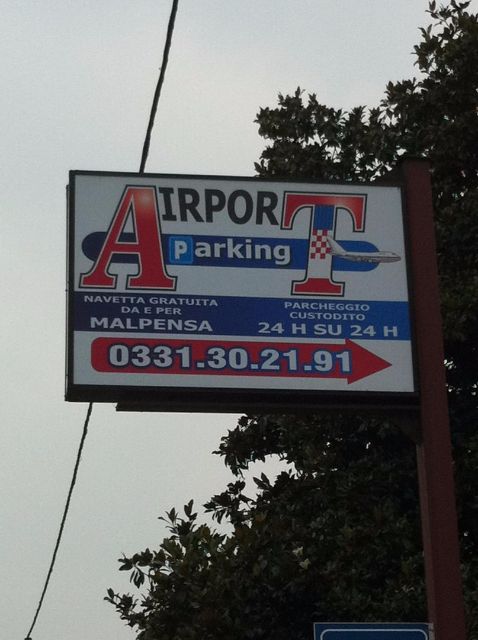 AIRPORT
Parking
NAVETTA GRATUITA
DA E PER
MALPENSA
PARCHEGGIO
CUSTODITO
24 H SU 24 H
0331.30.21.91